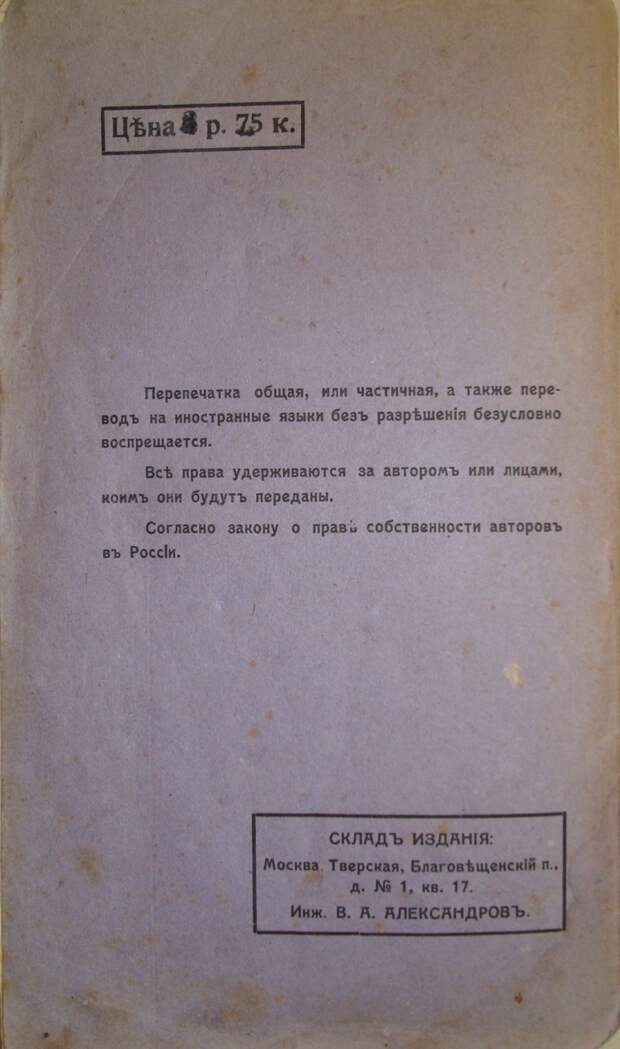 Цѣна р. 75 к.
Перепечатка общая, или частичная, а также пере-
водъ на иностранные языки безъ разрѣшенія безусловно
воспрещается.
Всѣ права удерживаются за авторомъ или лицами,
коимъ они будутъ переданы.
Согласно закону о правѣ собственности авторовъ
въ Россіи.
СКЛАДЪ ИЗДАНІЯ:
Москва Тверская, Благовѣщенскій п.,
д. № 1, кв. 17.
Инж. В. А. АЛЕКСАНДРОВЪ.